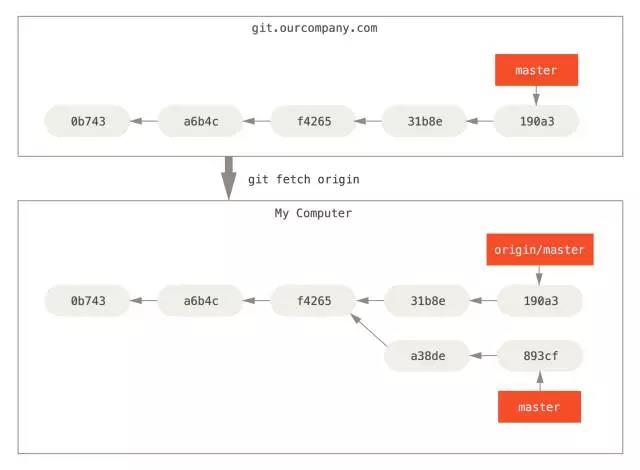 git.ourcompany.com
master
0b743 a6b4c f4265 31b8e 190a3
git fetch origin
My Computer
origin/master
0b743 a6b4c f4265 31b8e 190a3
a38de 893cf
master